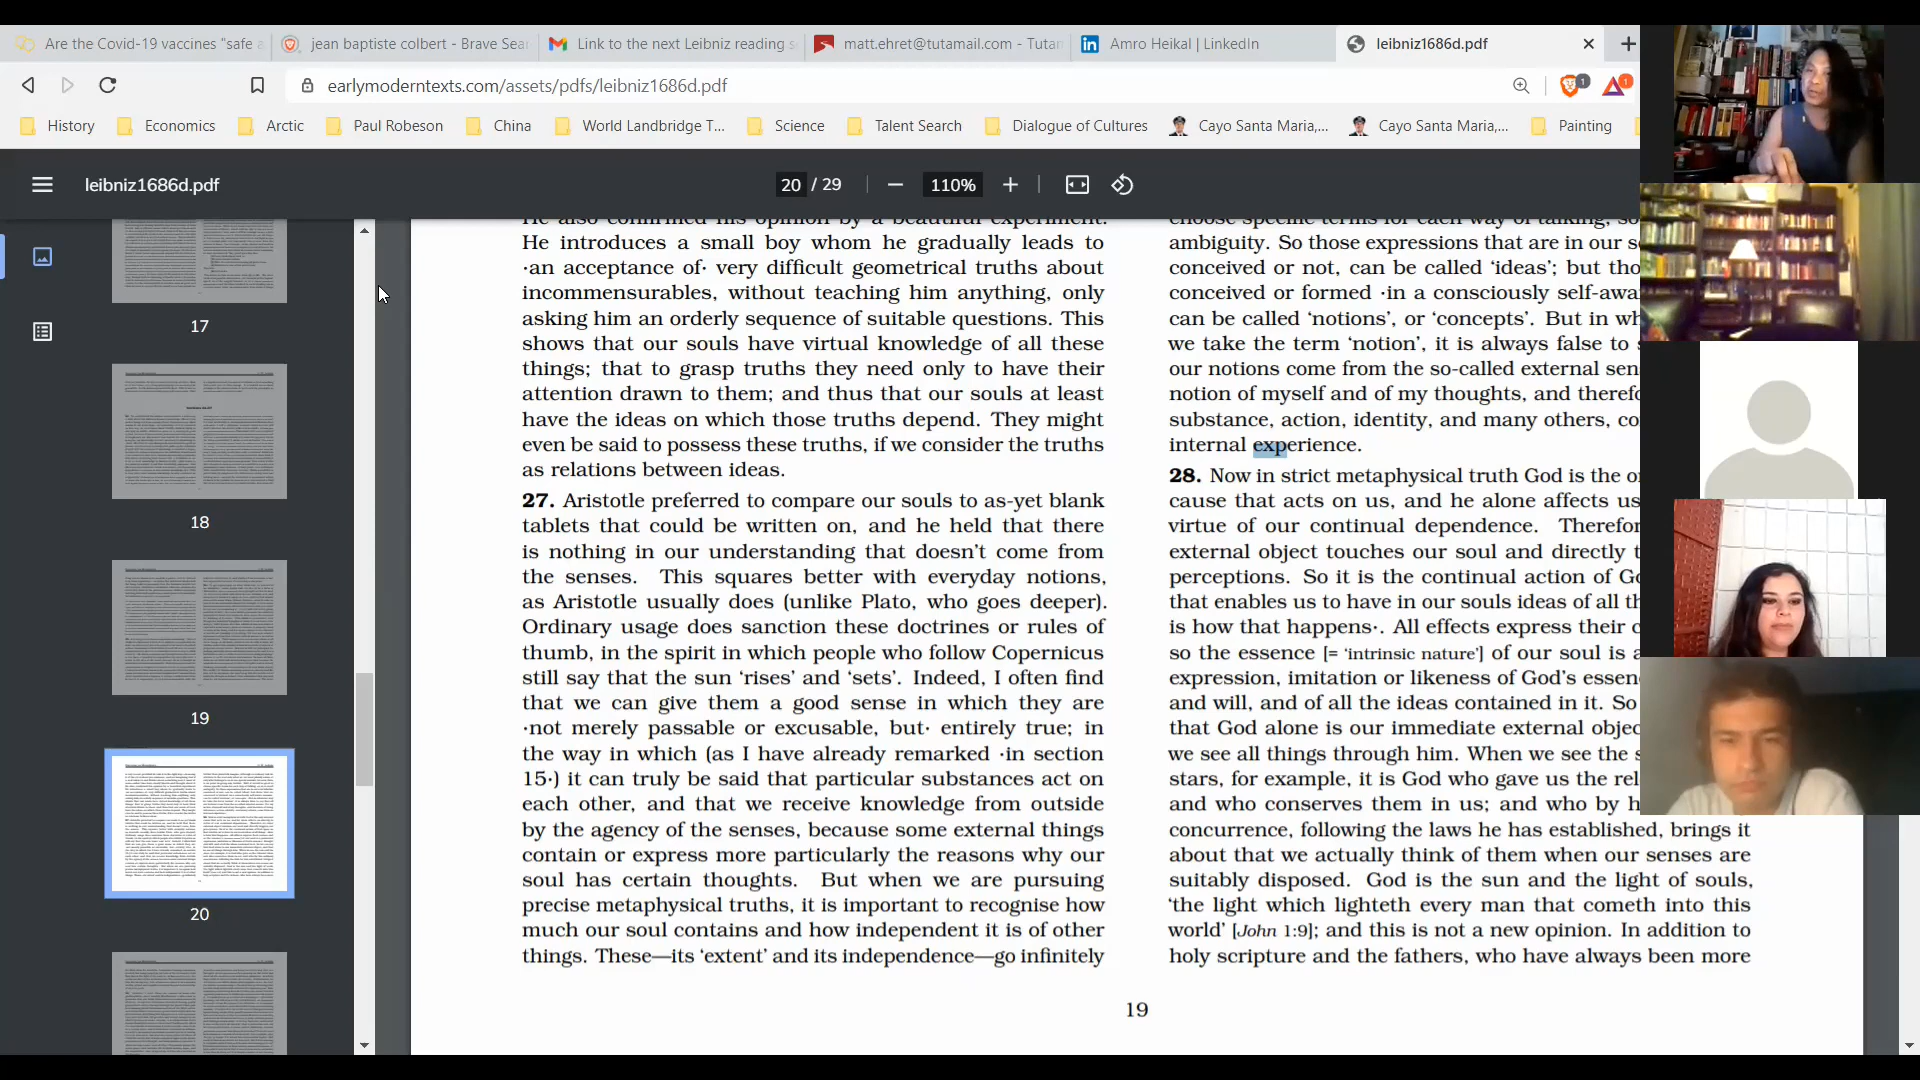 Are the Covid-19 vaccines "safe a
jean baptiste colbert - Brave Sear
Link to the next Leibniz reading s
matt.ehret@tutamail.com - Tutan
Amro Heikal | LinkedIn
leibniz1686d.pdf
earlymoderntexts.com/assets/pdfs/leibniz1686d.pdf
1
1
History
Economics
Arctic
Paul Robeson
China
World Landbridge T...
Science
Talent Search
Dialogue of Cultures
Cayo Santa Maria,...
Cayo Santa Maria,...
Painting
leibniz1686d.pdf
20 / 29
110%
17
18
19
20
He also confirmed his opinion by a beautiful experiment.
He introduces a small boy whom he gradually leads to
·an acceptance of· very difficult geometrical truths about
incommensurables, without teaching him anything, only
asking him an orderly sequence of suitable questions. This
shows that our souls have virtual knowledge of all these
things; that to grasp truths they need only to have their
attention drawn to them; and thus that our souls at least
have the ideas on which those truths depend. They might
even be said to possess these truths, if we consider the truths
as relations between ideas.
27. Aristotle preferred to compare our souls to as-yet blank
tablets that could be written on, and he held that there
is nothing in our understanding that doesn't come from
the senses. This squares better with everyday notions,
as Aristotle usually does (unlike Plato, who goes deeper).
Ordinary usage does sanction these doctrines or rules of
thumb, in the spirit in which people who follow Copernicus
still say that the sun 'rises' and 'sets'. Indeed, I often find
that we can give them a good sense in which they are
·not merely passable or excusable, but· entirely true; in
the way in which (as I have already remarked ·in section
15·) it can truly be said that particular substances act on
each other, and that we receive knowledge from outside
by the agency of the senses, because some external things
contain or express more particularly the reasons why our
soul has certain thoughts. But when we are pursuing
precise metaphysical truths, it is important to recognise how
much our soul contains and how independent it is of other
things. These—its 'extent' and its independence—go infinitely
choose specific terms for each way of talking, so
ambiguity. So those expressions that are in our s
conceived or not, can be called 'ideas'; but tho
conceived or formed ·in a consciously self-awa
can be called 'notions', or 'concepts'. But in wh
we take the term 'notion', it is always false to s
our notions come from the so-called external sen
notion of myself and of my thoughts, and therefo
substance, action, identity, and many others, co
internal experience.
28. Now in strict metaphysical truth God is the o
cause that acts on us, and he alone affects us
virtue of our continual dependence. Therefor
external object touches our soul and directly t
perceptions. So it is the continual action of Go
that enables us to have in our souls ideas of all th
is how that happens·. All effects express their c
so the essence [= 'intrinsic nature'] of our soul is a
expression, imitation or likeness of God's essen
and will, and of all the ideas contained in it. So
that God alone is our immediate external objec
we see all things through him. When we see the s
stars, for example, it is God who gave us the rel
and who conserves them in us; and who by h
concurrence, following the laws he has established, brings it
about that we actually think of them when our senses are
suitably disposed. God is the sun and the light of souls,
'the light which lighteth every man that cometh into this
world' [John 1:9]; and this is not a new opinion. In addition to
holy scripture and the fathers, who have always been more
19